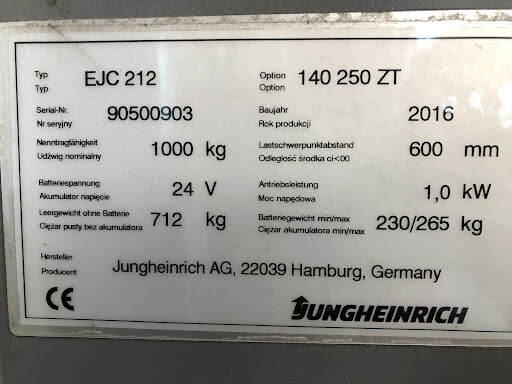 Typ EJC 212 Option 140 250 ZT
Typ Option
Serial-Nr. 90500903 Baujahr 2016
Nr seryjny Rok produkcji
Nenntragfähigkeit 1000 kg Lastschwerpunktabstand 600 mm
Udźwig nominalny Odległość środka ci<00
Batteriespannung 24 V Antriebsleistung 1,0 kW
Akumulator napięcie Moc napędowa
Leergewicht ohne Batterie 712 kg Batteriegewicht min/max 230/265 kg
Ciężar pusty bez akumulatora Ciężar akumulatora min/max
Hersteller Jungheinrich AG, 22039 Hamburg, Germany
Producent
CE JUNGHEINRICH